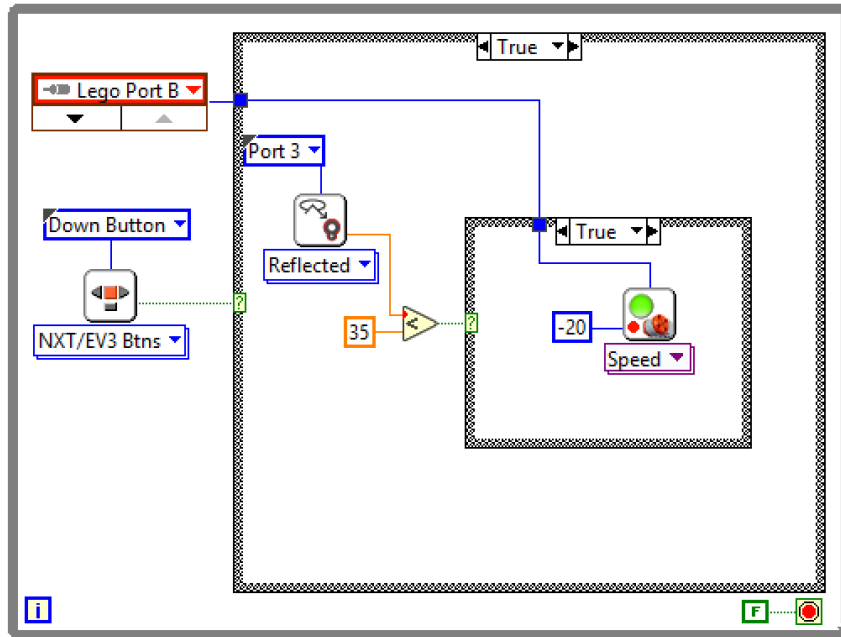 True
Lego Port B
Port 3
Down Button
True
Reflected
35
<
?
?
-20
NXT/EV3 Btns
Speed
i
F